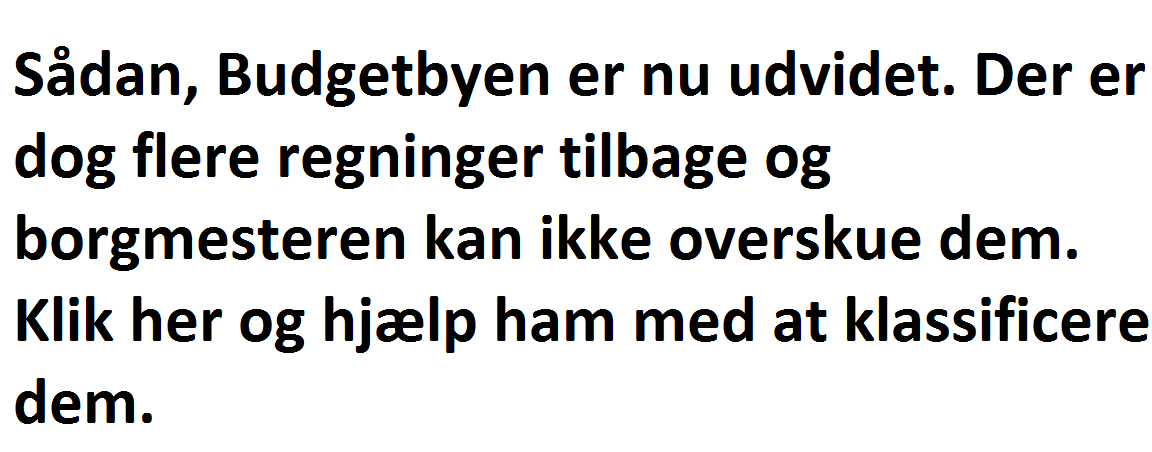 Sådan, Budgetbyen er nu udvidet. Der er
dog flere regninger tilbage og
borgmesteren kan ikke overskue dem.
Klik her og hjælp ham med at klassificere
dem.